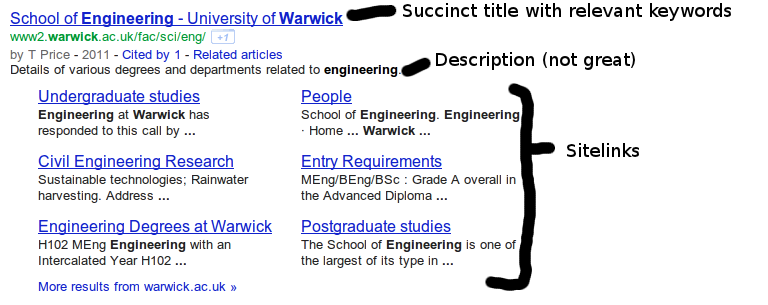 School of Engineering - University of Warwick
Succinct title with relevant keywords
www2.warwick.ac.uk/fac/sci/eng/ +1
by T Price - 2011 - Cited by 1 - Related articles
Details of various degrees and departments related to engineering.
Description (not great)
Undergraduate studies
Engineering at Warwick has
responded to this call by ...
People
School of Engineering. Engineering
· Home ... Warwick ...
Civil Engineering Research
Sustainable technologies; Rainwater
harvesting. Address ...
Entry Requirements
MEng/BEng/BSc : Grade A overall in
the Advanced Diploma ...
Sitelinks
Engineering Degrees at Warwick
H102 MEng Engineering with an
Intercalated Year H102 ...
Postgraduate studies
The School of Engineering is one of
the largest of its type in ...
More results from warwick.ac.uk »